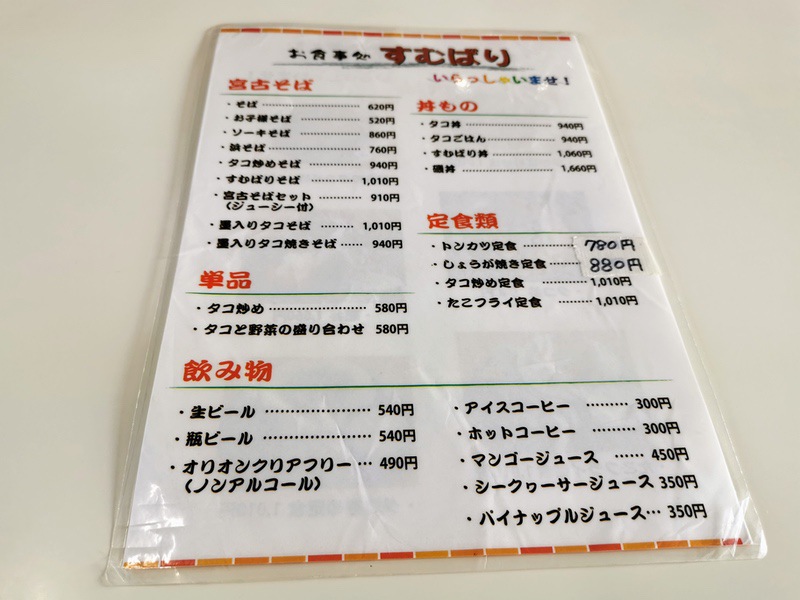 お食事処 すむばり
いらっしゃいませ！
宮古そば
・そば ………………… 620円
・お子様そば ………… 520円
・ソーキそば ………… 860円
・浜そば ……………… 760円
・タコ炒めそば ……… 940円
・すむばりそば ……… 1,010円
・宮古そばセット ……… 910円
（ジューシー付）
・墨入りタコそば ……… 1,010円
・墨入りタコ焼きそば …… 940円
丼もの
・タコ丼 ……………… 940円
・タコごはん ………… 940円
・すむばり丼 ………… 1,060円
・磯丼 ………………… 1,660円
定食類
・トンカツ定食 ………… 780円
・しょうが焼き定食 …… 880円
・タコ炒め定食 ……… 1,010円
・たこフライ定食 ……… 1,010円
単品
・タコ炒め ……………… 580円
・タコと野菜の盛り合わせ 580円
飲み物
・生ビール ……………… 540円
・瓶ビール ……………… 540円
・オリオンクリアフリー … 490円
（ノンアルコール）
・アイスコーヒー ……… 300円
・ホットコーヒー ……… 300円
・マンゴージュース …… 450円
・シークヮーサージュース 350円
・パイナップルジュース… 350円